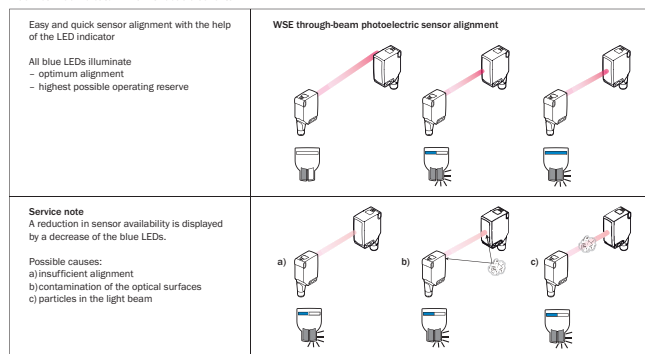 Easy and quick sensor alignment with the help
of the LED indicator
All blue LEDs illuminate
– optimum alignment
– highest possible operating reserve
WSE through-beam photoelectric sensor alignment
Service note
A reduction in sensor availability is displayed
by a decrease of the blue LEDs.
Possible causes:
a) insufficient alignment
b) contamination of the optical surfaces
c) particles in the light beam
a)
b)
c)